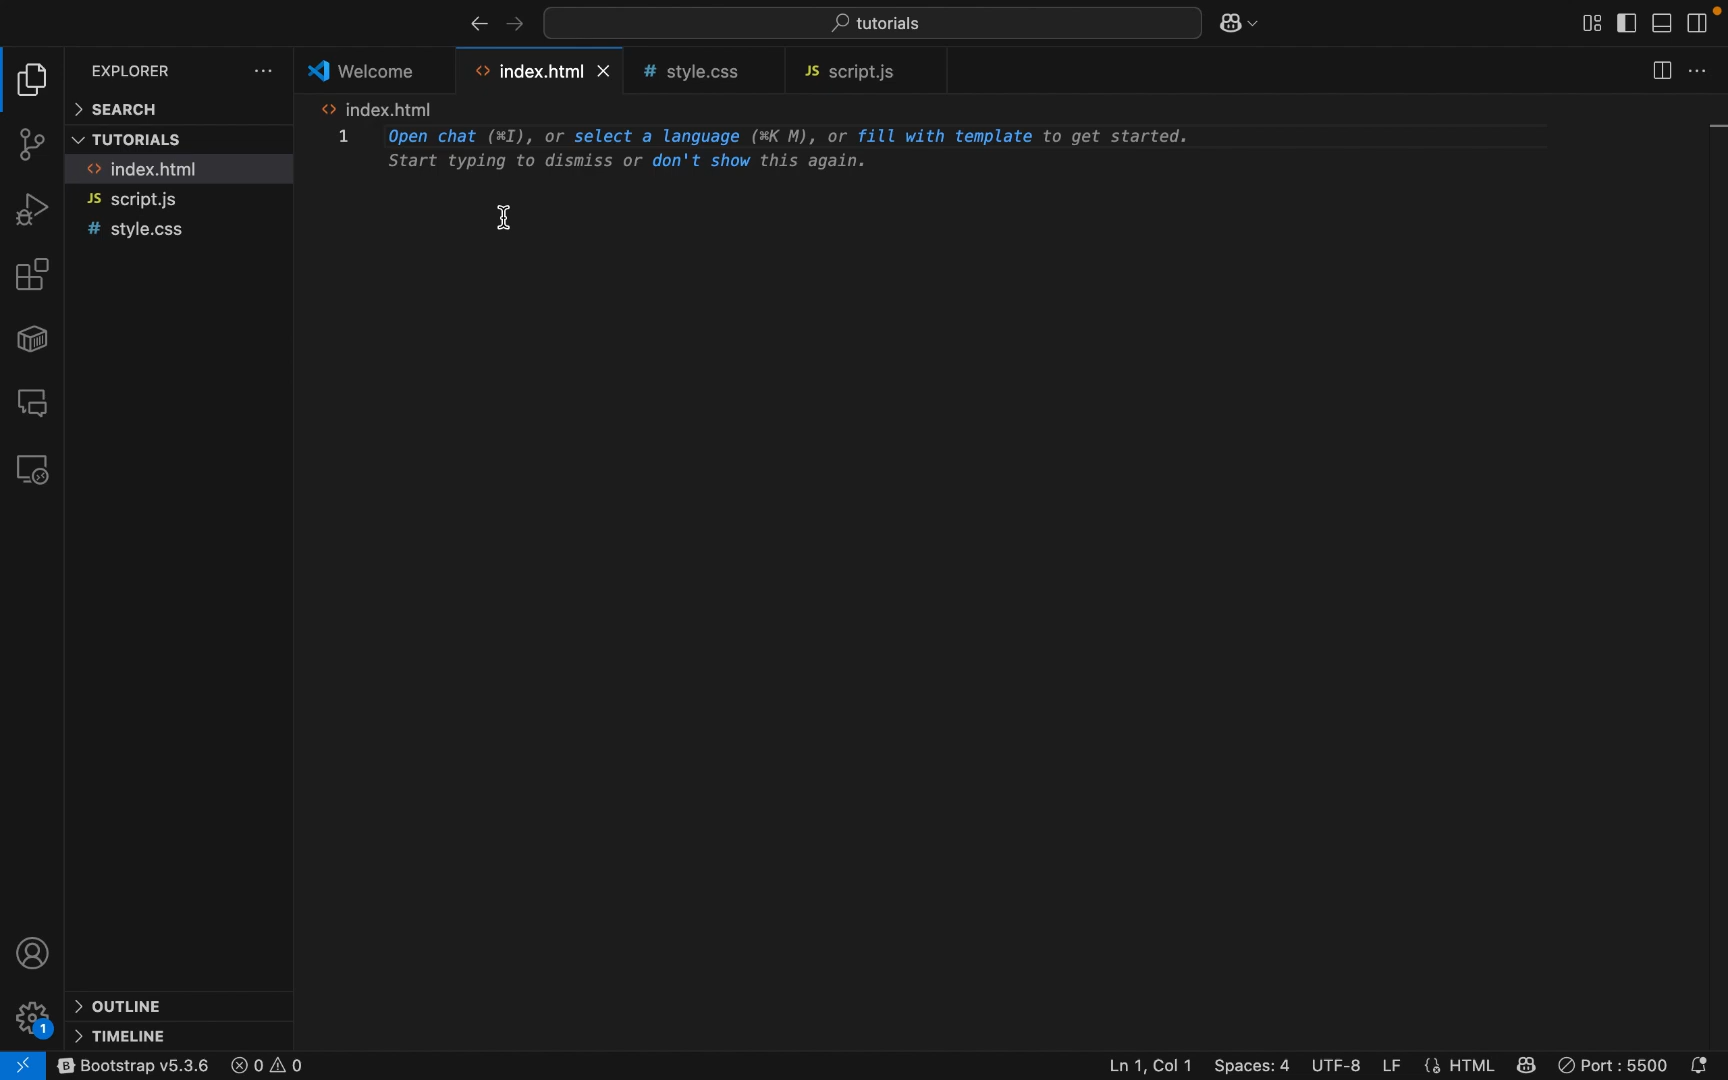 tutorials
EXPLORER
Welcome
<> index.html
# style.css
JS script.js
SEARCH
<> index.html
TUTORIALS
1 Open chat (⌘I), or select a language (⌘K M), or fill with template to get started.
Start typing to dismiss or don't show this again.
<> index.html
JS script.js
# style.css
OUTLINE
TIMELINE
1
B Bootstrap v5.3.6
0
0
Ln 1, Col 1
Spaces: 4
UTF-8
LF
{} HTML
Port : 5500